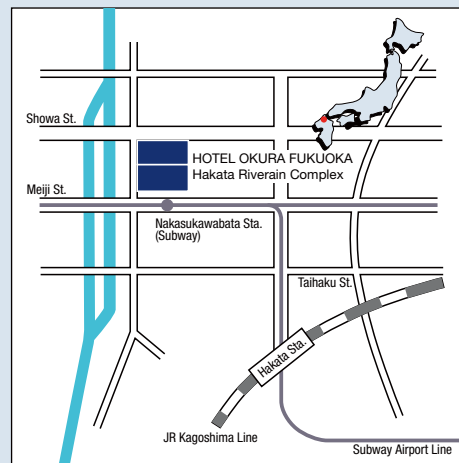 Showa St.
HOTEL OKURA FUKUOKA
Hakata Riverain Complex
Meiji St.
Nakasukawabata Sta.
(Subway)
Taihaku St.
Hakata Sta.
JR Kagoshima Line
Subway Airport Line